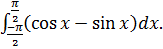 ∫_{-π/2}^{π/2}(cos x − sin x)dx.